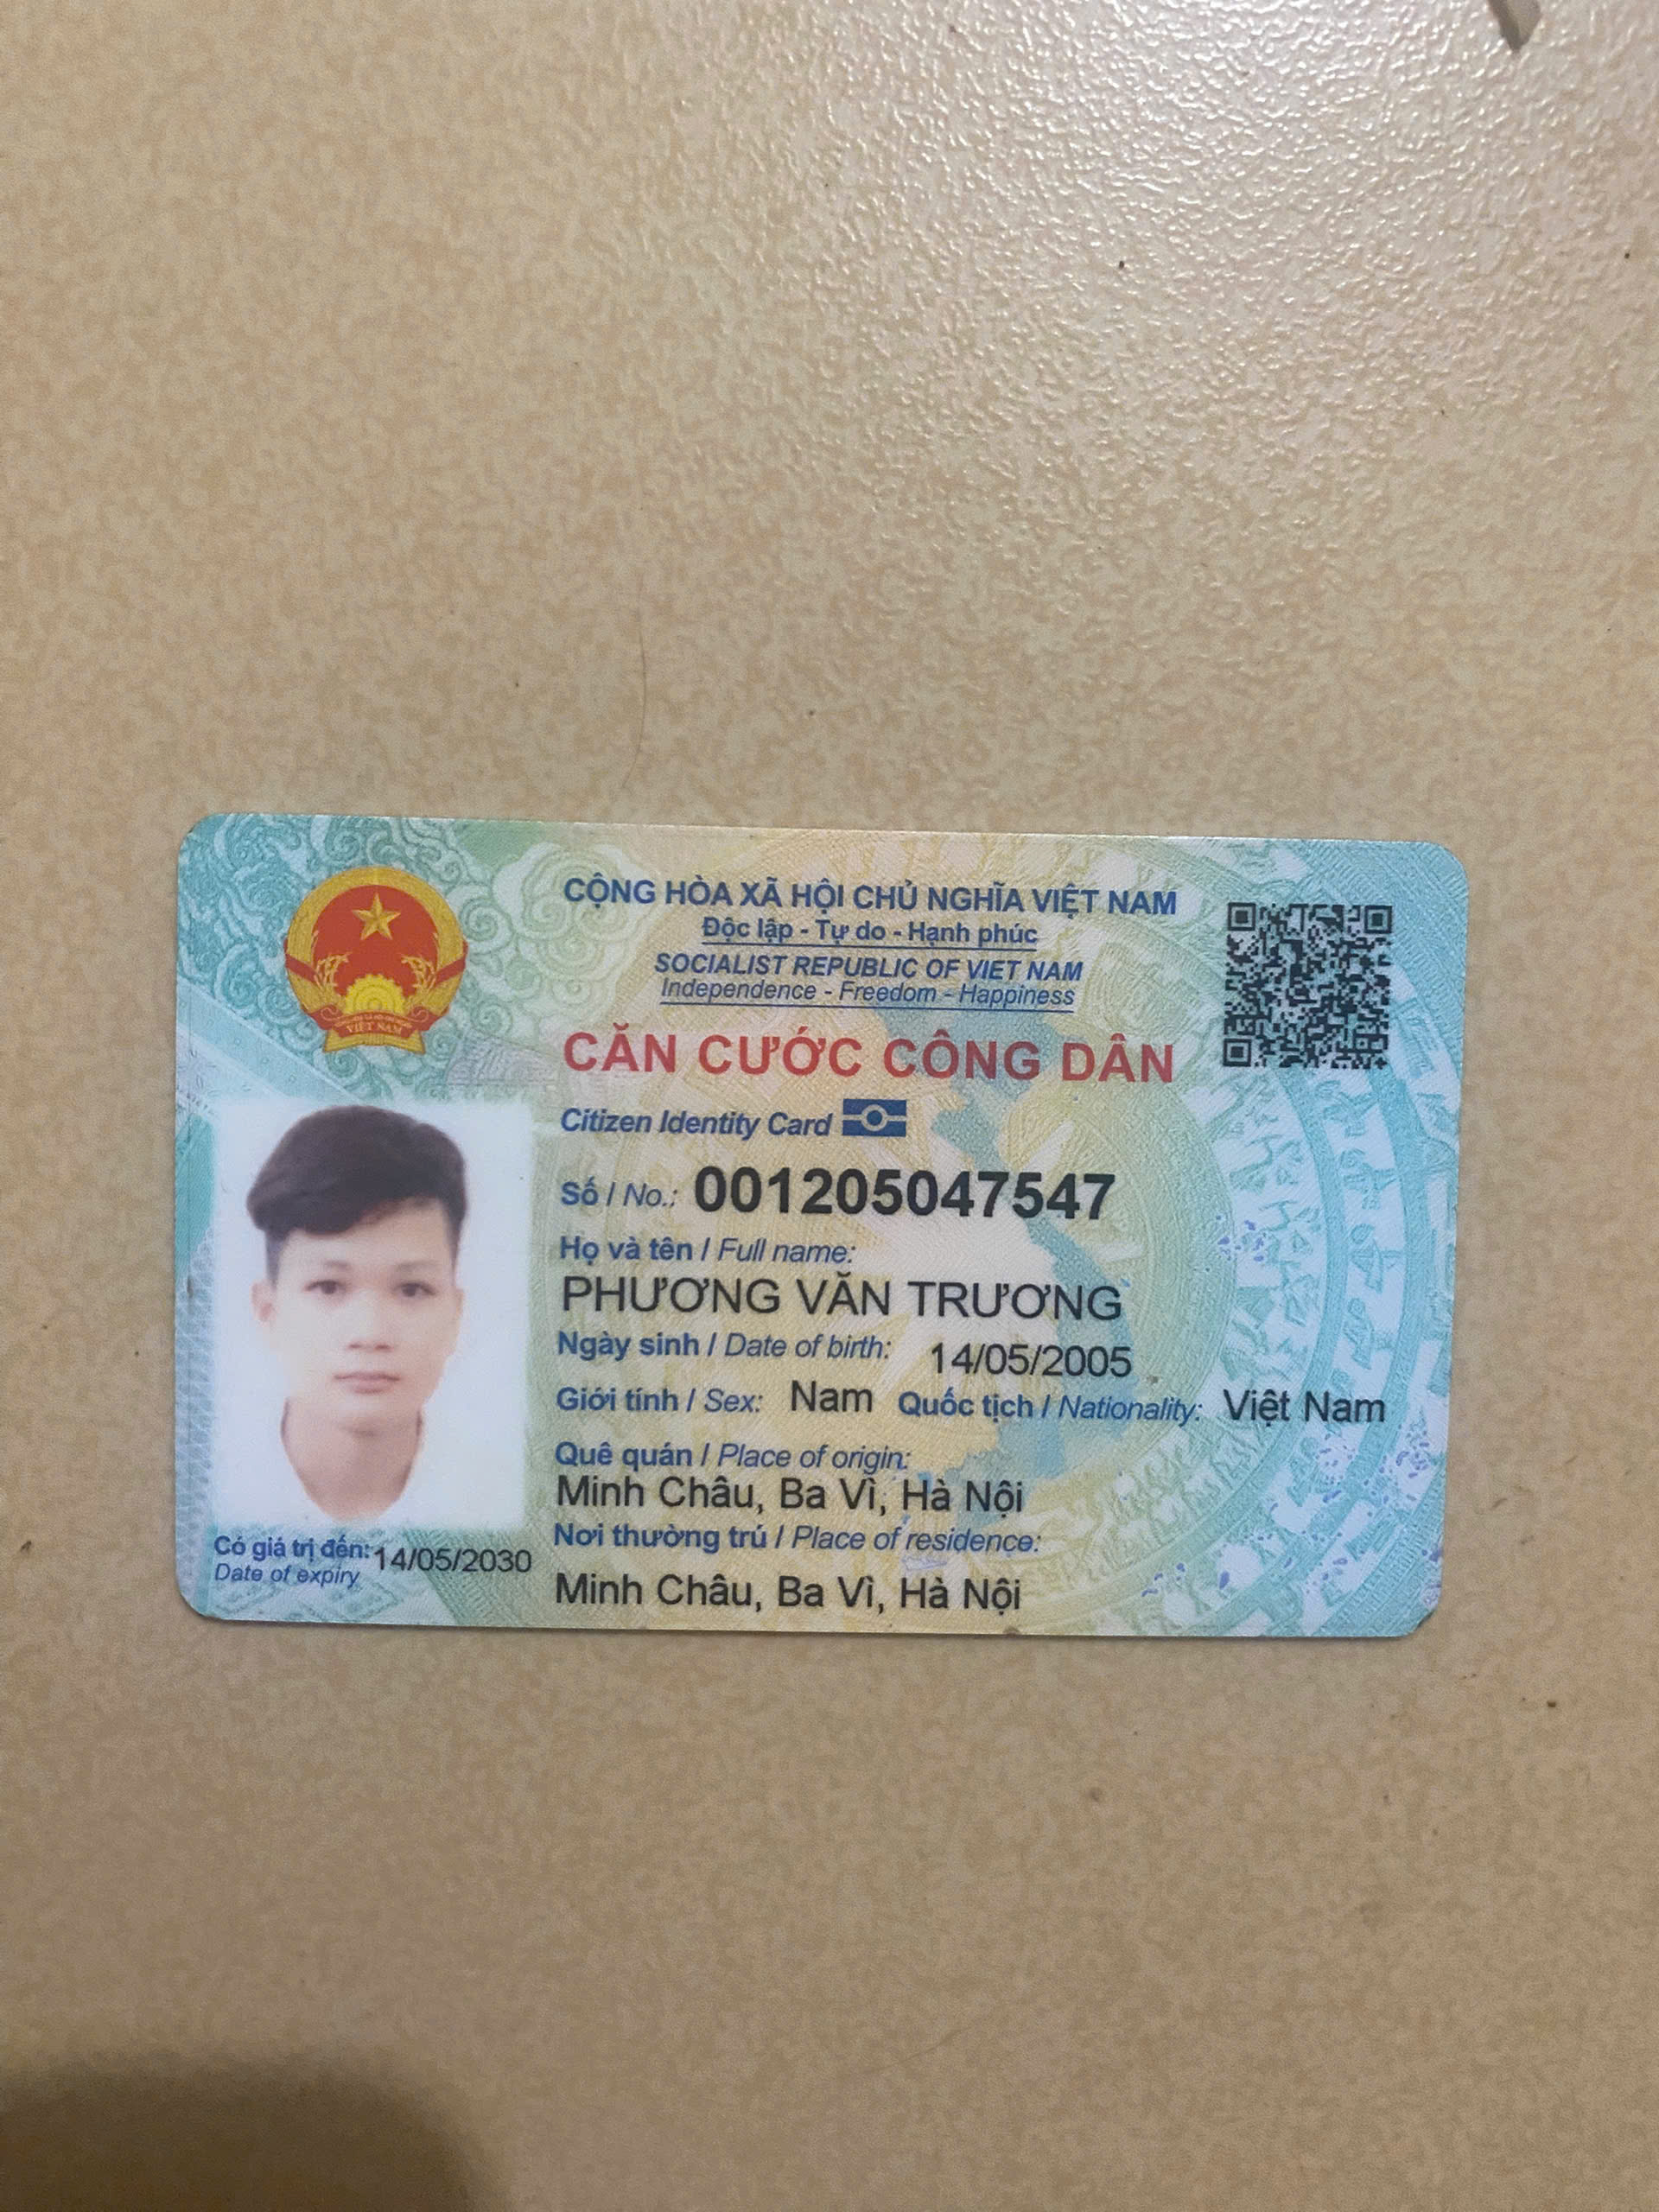 CỘNG HÒA XÃ HỘI CHỦ NGHĨA VIỆT NAM
Độc lập - Tự do - Hạnh phúc
SOCIALIST REPUBLIC OF VIET NAM
Independence - Freedom - Happiness
CĂN CƯỚC CÔNG DÂN
Citizen Identity Card
Số / No.: 001205047547
Họ và tên / Full name:
PHƯƠNG VĂN TRƯƠNG
Ngày sinh / Date of birth: 14/05/2005
Giới tính / Sex: Nam Quốc tịch / Nationality: Việt Nam
Quê quán / Place of origin:
Minh Châu, Ba Vì, Hà Nội
Nơi thường trú / Place of residence:
Minh Châu, Ba Vì, Hà Nội
Có giá trị đến: 14/05/2030
Date of expiry
VIỆT NAM